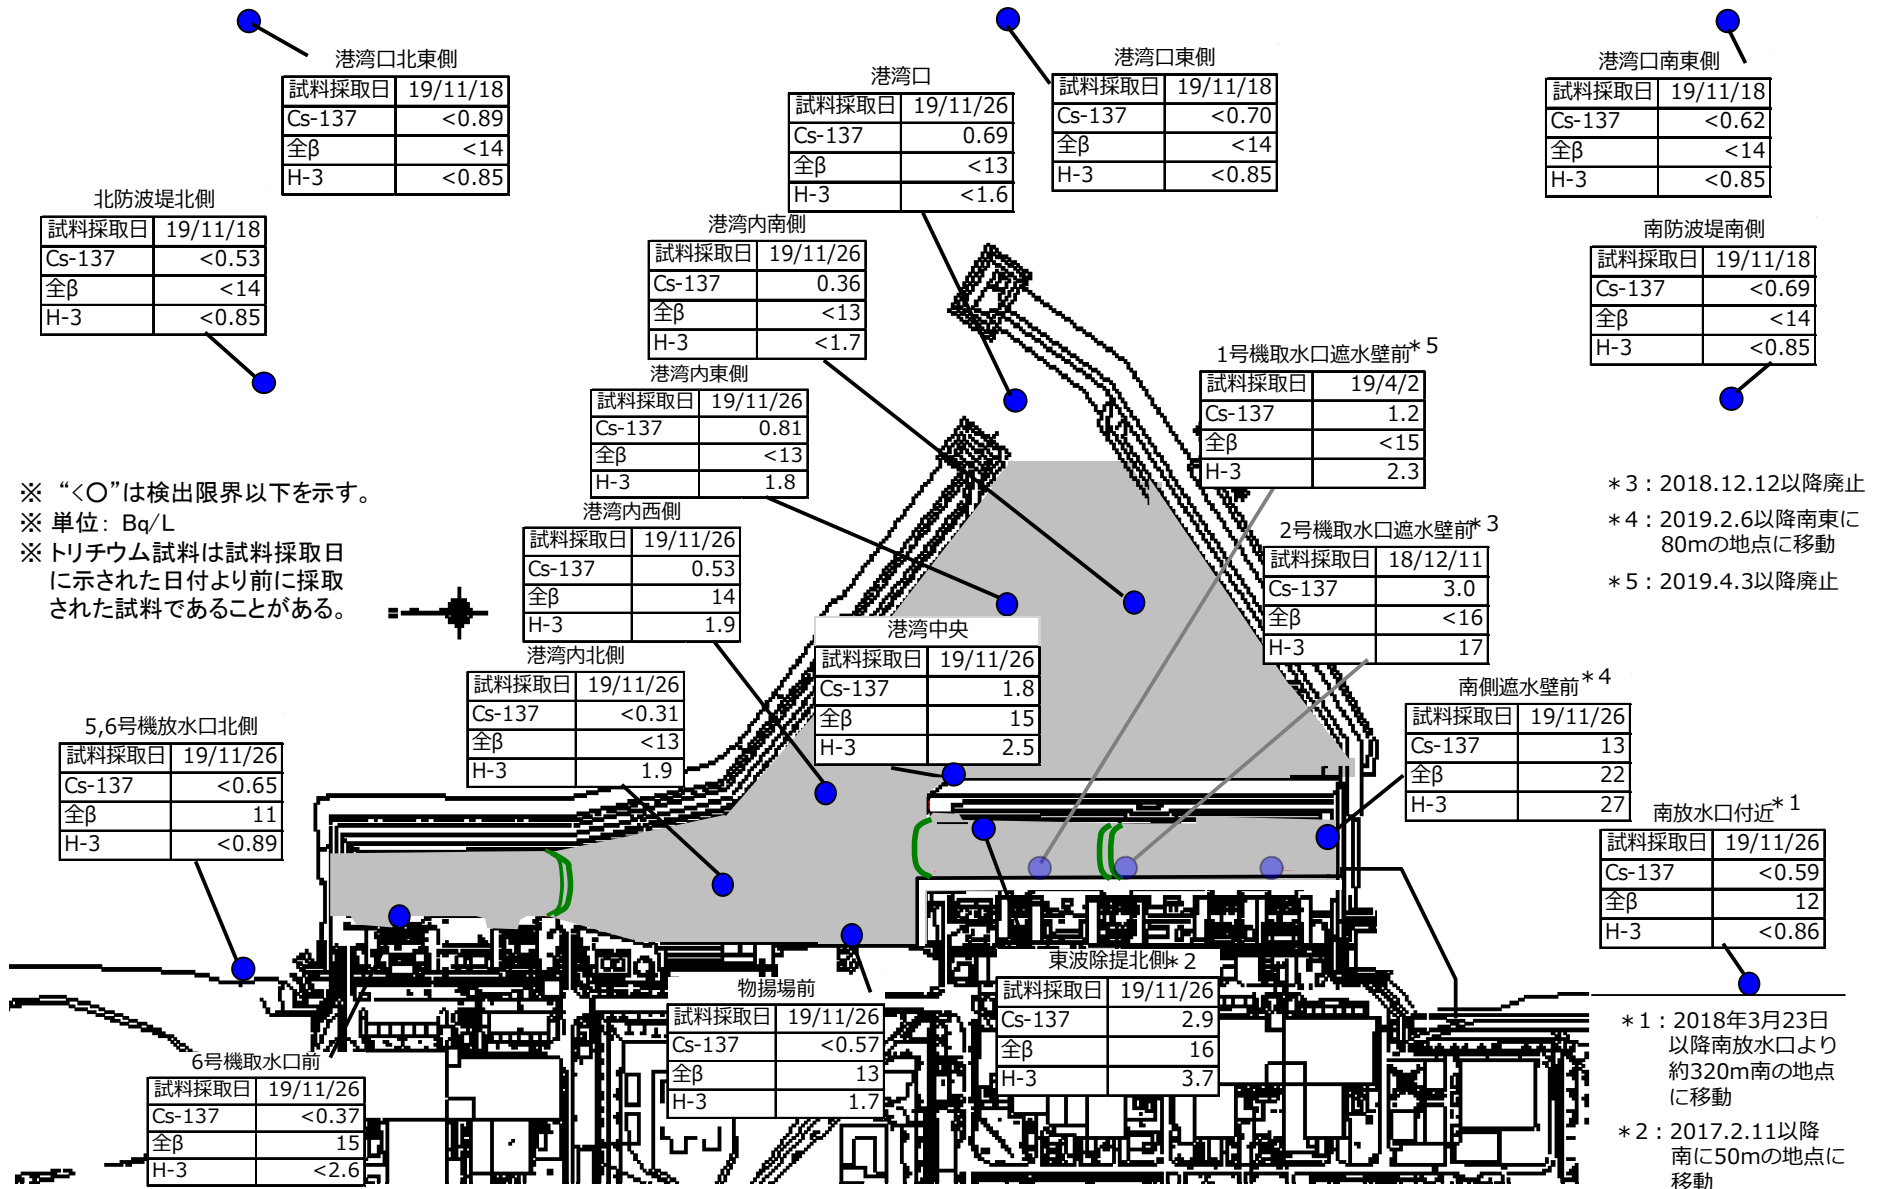 港湾口北東側
試料採取日 19/11/18
Cs-137 <0.89
全β <14
H-3 <0.85
港湾口
試料採取日 19/11/26
Cs-137 0.69
全β <13
H-3 <1.6
港湾口東側
試料採取日 19/11/18
Cs-137 <0.70
全β <14
H-3 <0.85
港湾口南東側
試料採取日 19/11/18
Cs-137 <0.62
全β <14
H-3 <0.85
北防波堤北側
試料採取日 19/11/18
Cs-137 <0.53
全β <14
H-3 <0.85
港湾内南側
試料採取日 19/11/26
Cs-137 0.36
全β <13
H-3 <1.7
南防波堤南側
試料採取日 19/11/18
Cs-137 <0.69
全β <14
H-3 <0.85
港湾内東側
試料採取日 19/11/26
Cs-137 0.81
全β <13
H-3 1.8
1号機取水口遮水壁前*5
試料採取日 19/4/2
Cs-137 1.2
全β <15
H-3 2.3
※ “<○”は検出限界以下を示す。
※ 単位: Bq/L
※ トリチウム試料は試料採取日
に示された日付より前に採取
された試料であることがある。
港湾内西側
試料採取日 19/11/26
Cs-137 0.53
全β 14
H-3 1.9
2号機取水口遮水壁前*3
試料採取日 18/12/11
Cs-137 3.0
全β <16
H-3 17
*3:2018.12.12以降廃止
*4:2019.2.6以降南東に
80mの地点に移動
*5:2019.4.3以降廃止
港湾中央
試料採取日 19/11/26
Cs-137 1.8
全β 15
H-3 2.5
港湾内北側
試料採取日 19/11/26
Cs-137 <0.31
全β <13
H-3 1.9
南側遮水壁前*4
試料採取日 19/11/26
Cs-137 13
全β 22
H-3 27
5,6号機放水口北側
試料採取日 19/11/26
Cs-137 <0.65
全β 11
H-3 <0.89
南放水口付近*1
試料採取日 19/11/26
Cs-137 <0.59
全β 12
H-3 <0.86
東波除堤北側*2
試料採取日 19/11/26
Cs-137 2.9
全β 16
H-3 3.7
物揚場前
試料採取日 19/11/26
Cs-137 <0.57
全β 13
H-3 1.7
6号機取水口前
試料採取日 19/11/26
Cs-137 <0.37
全β 15
H-3 <2.6
*1:2018年3月23日
以降南放水口より
約320m南の地点
に移動
*2:2017.2.11以降
南に50mの地点に
移動